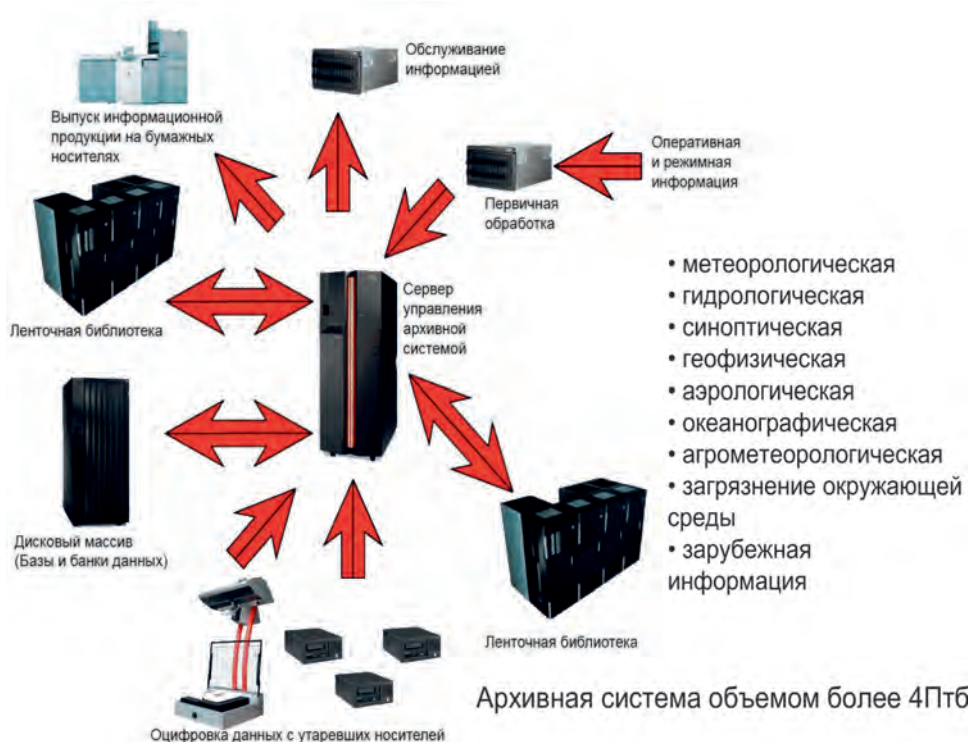 Обслуживание
информацией
Выпуск информационной
продукции на бумажных
носителях
Оперативная
и режимная
информация
Первичная
обработка
Ленточная библиотека
Сервер
управления
архивной
системой
• метеорологическая
• гидрологическая
• синоптическая
• геофизическая
• аэрологическая
• океанографическая
• агрометеорологическая
• загрязнение окружающей
среды
• зарубежная
информация
Дисковый массив
(Базы и банки данных)
Ленточная библиотека
Архивная система объемом более 4Птб
Оцифровка данных с утаревших носителей